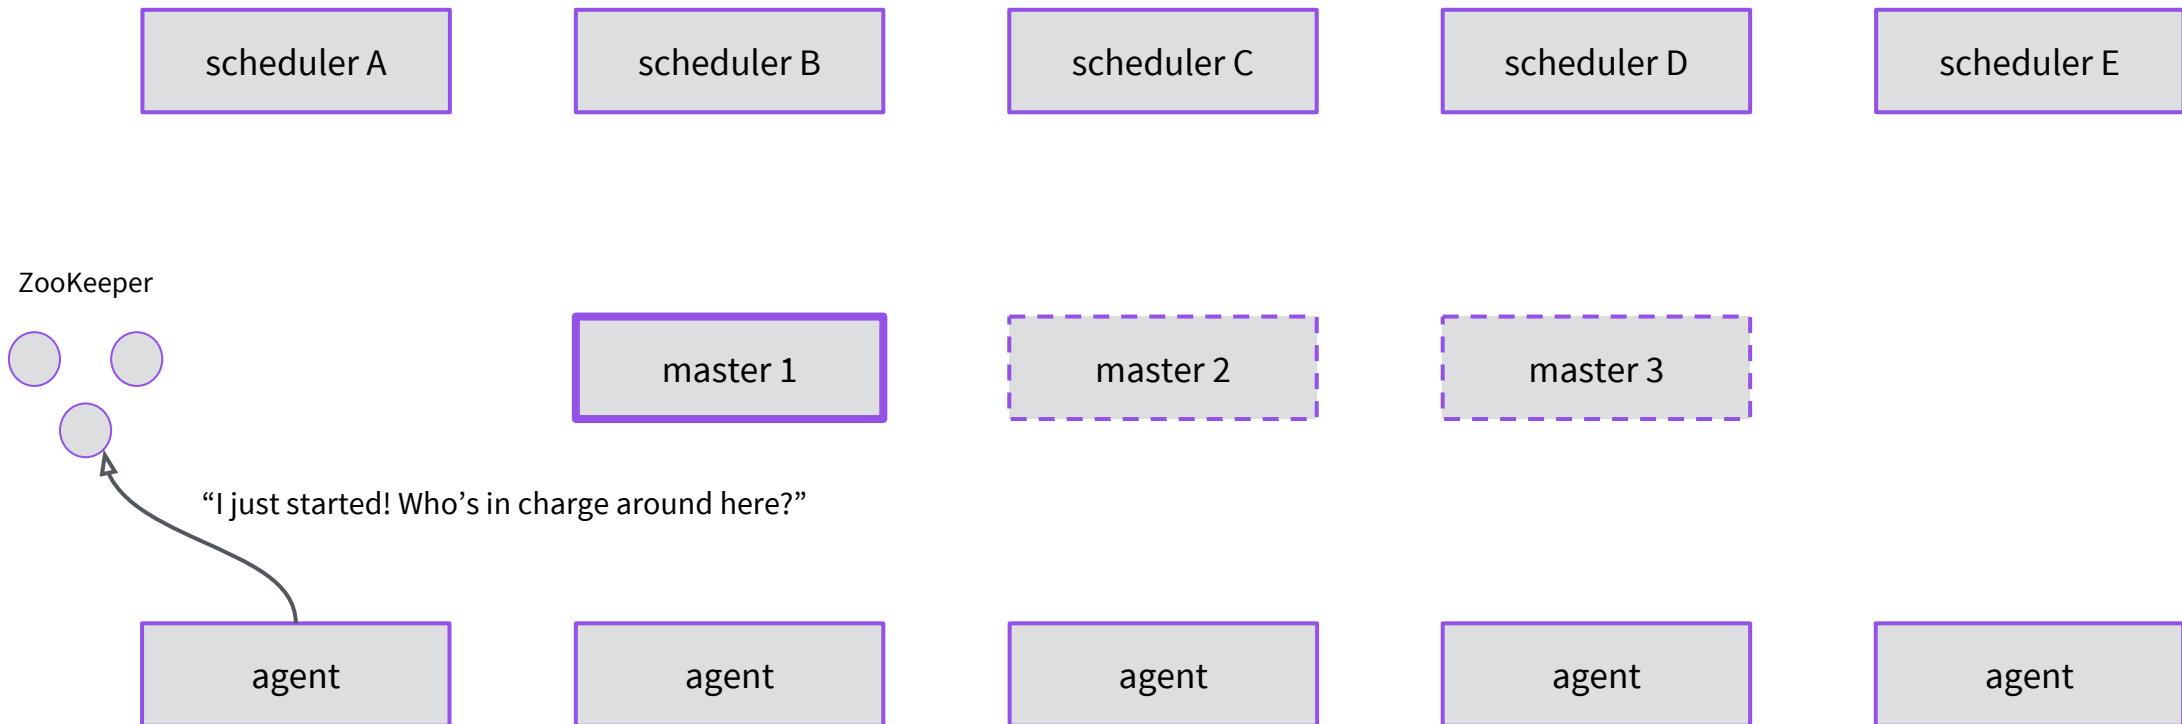 scheduler A
scheduler B
scheduler C
scheduler D
scheduler E
ZooKeeper
master 1
master 2
master 3
“I just started! Who’s in charge around here?”
agent
agent
agent
agent
agent